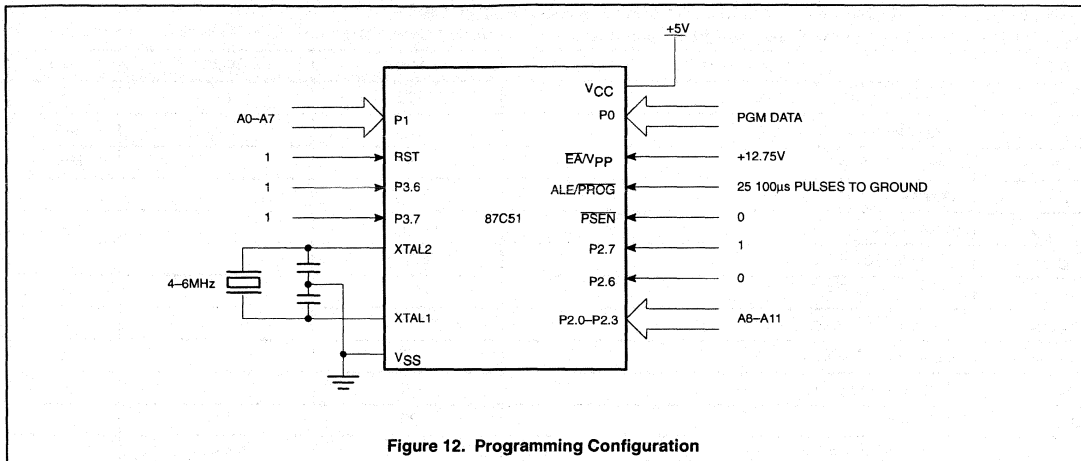 +5V
VCC
A0–A7
P1
P0
PGM DATA
1
RST
EA/VPP
+12.75V
1
P3.6
ALE/PROG
25 100µs PULSES TO GROUND
1
P3.7
87C51
PSEN
0
XTAL2
P2.7
1
4–6MHz
P2.6
0
XTAL1
P2.0–P2.3
A8–A11
VSS
Figure 12. Programming Configuration